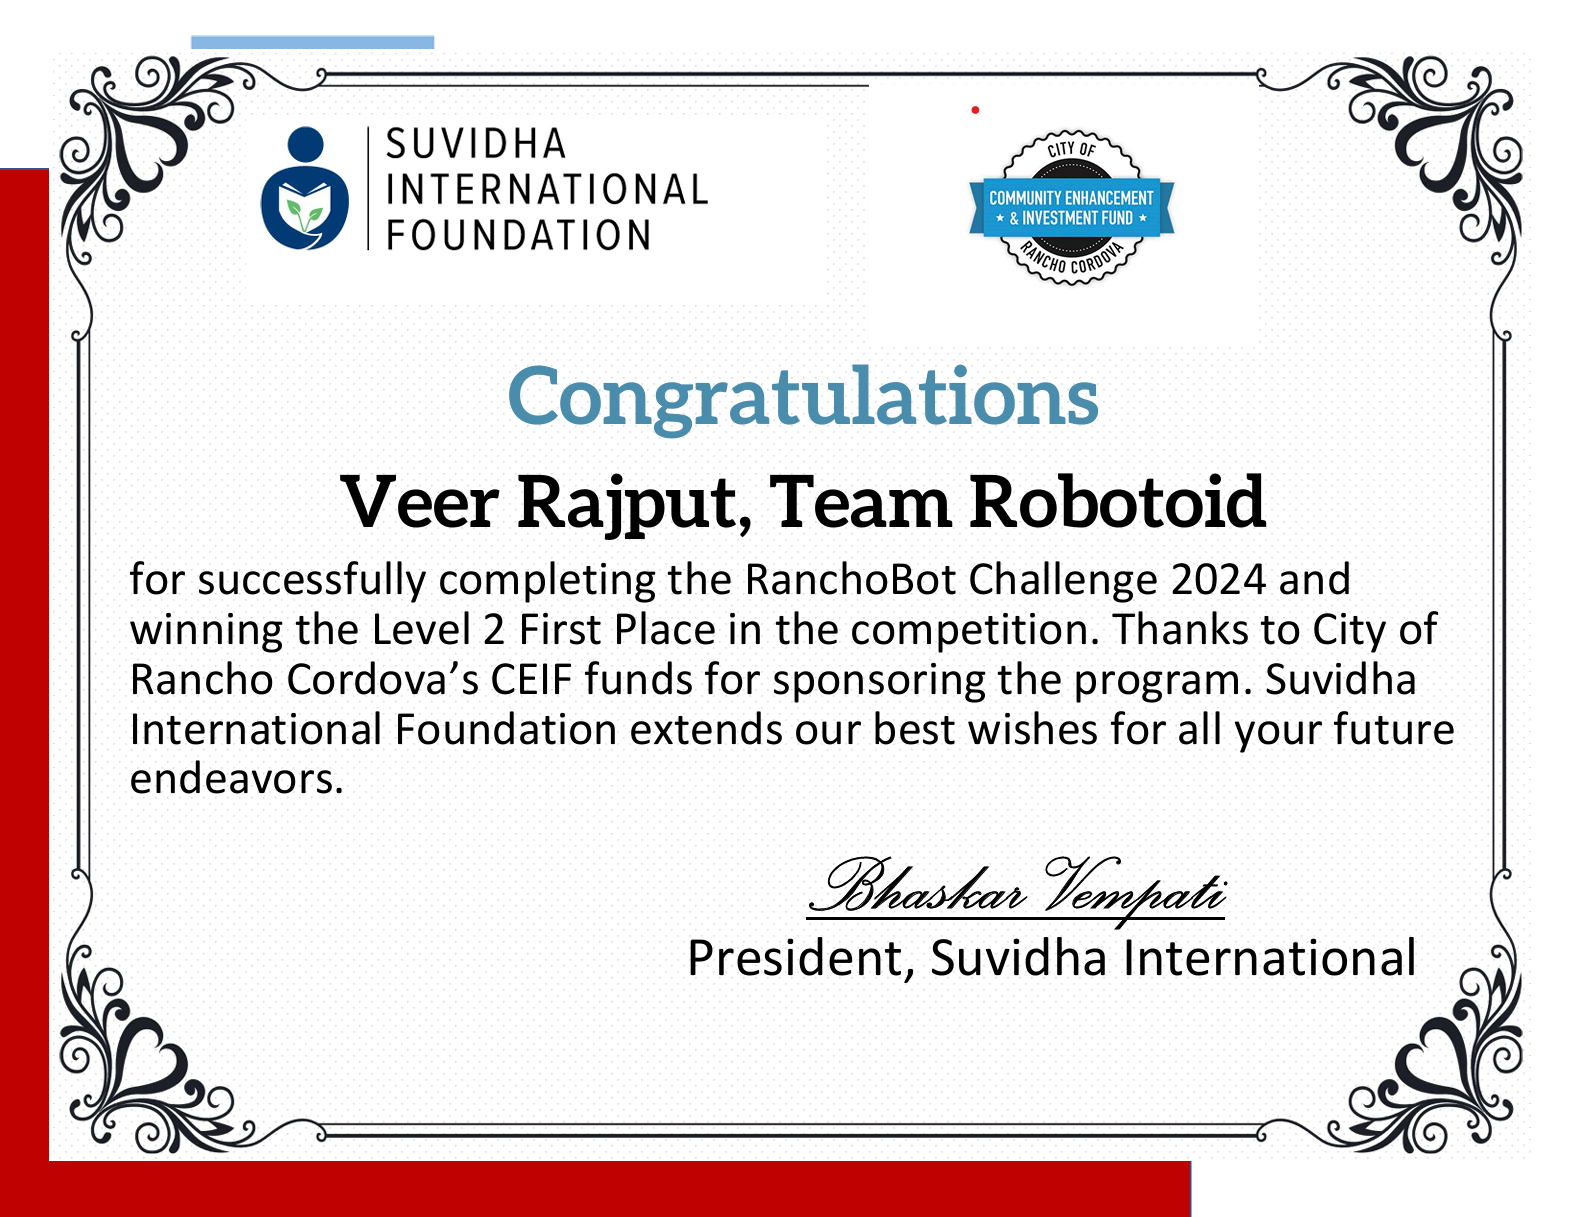 SUVIDHA
INTERNATIONAL
FOUNDATION
CITY OF
COMMUNITY ENHANCEMENT
& INVESTMENT FUND
RANCHO CORDOVA
Congratulations
Veer Rajput, Team Robotoid
for successfully completing the RanchoBot Challenge 2024 and
winning the Level 2 First Place in the competition. Thanks to City of
Rancho Cordova’s CEIF funds for sponsoring the program. Suvidha
International Foundation extends our best wishes for all your future
endeavors.
Bhaskar Vempati
President, Suvidha International